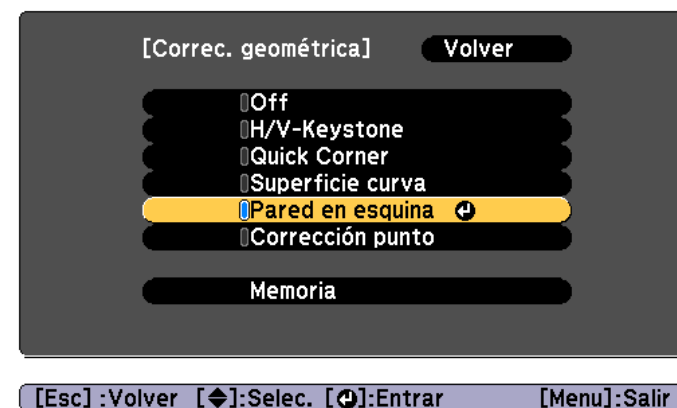 [Correc. geométrica] Volver
Off
H/V-Keystone
Quick Corner
Superficie curva
Pared en esquina
Corrección punto
Memoria
[Esc] :Volver [◆]:Selec. [↵]:Entrar [Menu]:Salir